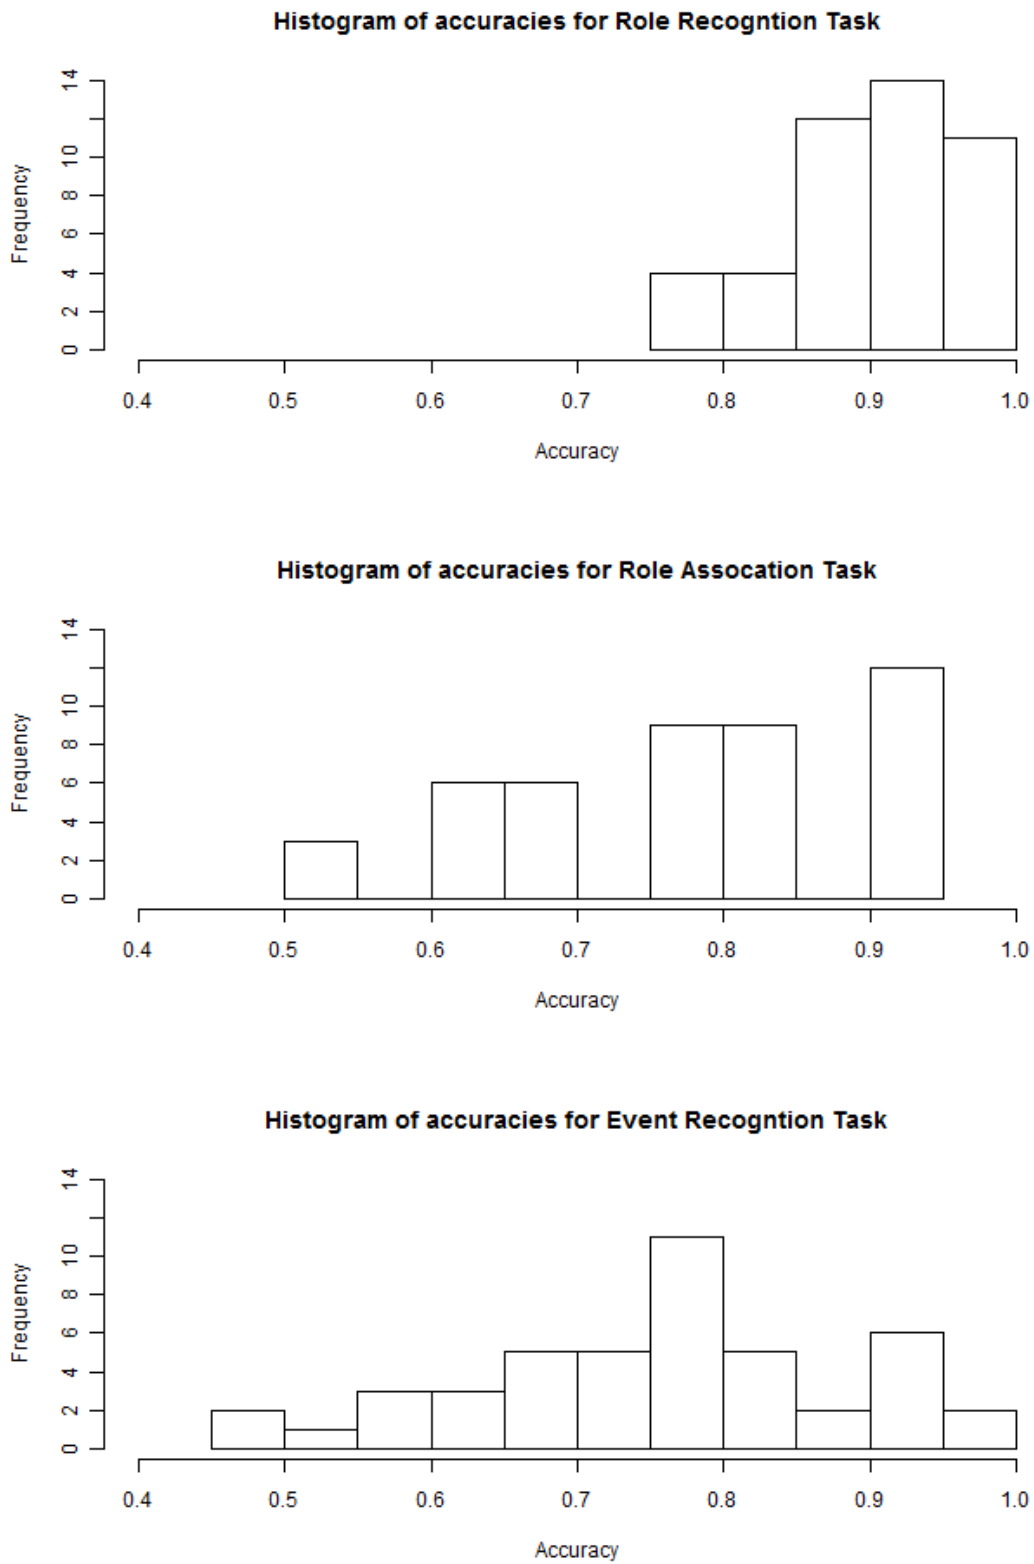 Histogram of accuracies for Role Recogntion Task
Frequency
14
10
8
6
4
2
0
0.4 0.5 0.6 0.7 0.8 0.9 1.0
Accuracy
Histogram of accuracies for Role Assocation Task
Frequency
14
10
8
6
4
2
0
0.4 0.5 0.6 0.7 0.8 0.9 1.0
Accuracy
Histogram of accuracies for Event Recogntion Task
Frequency
14
10
8
6
4
2
0
0.4 0.5 0.6 0.7 0.8 0.9 1.0
Accuracy